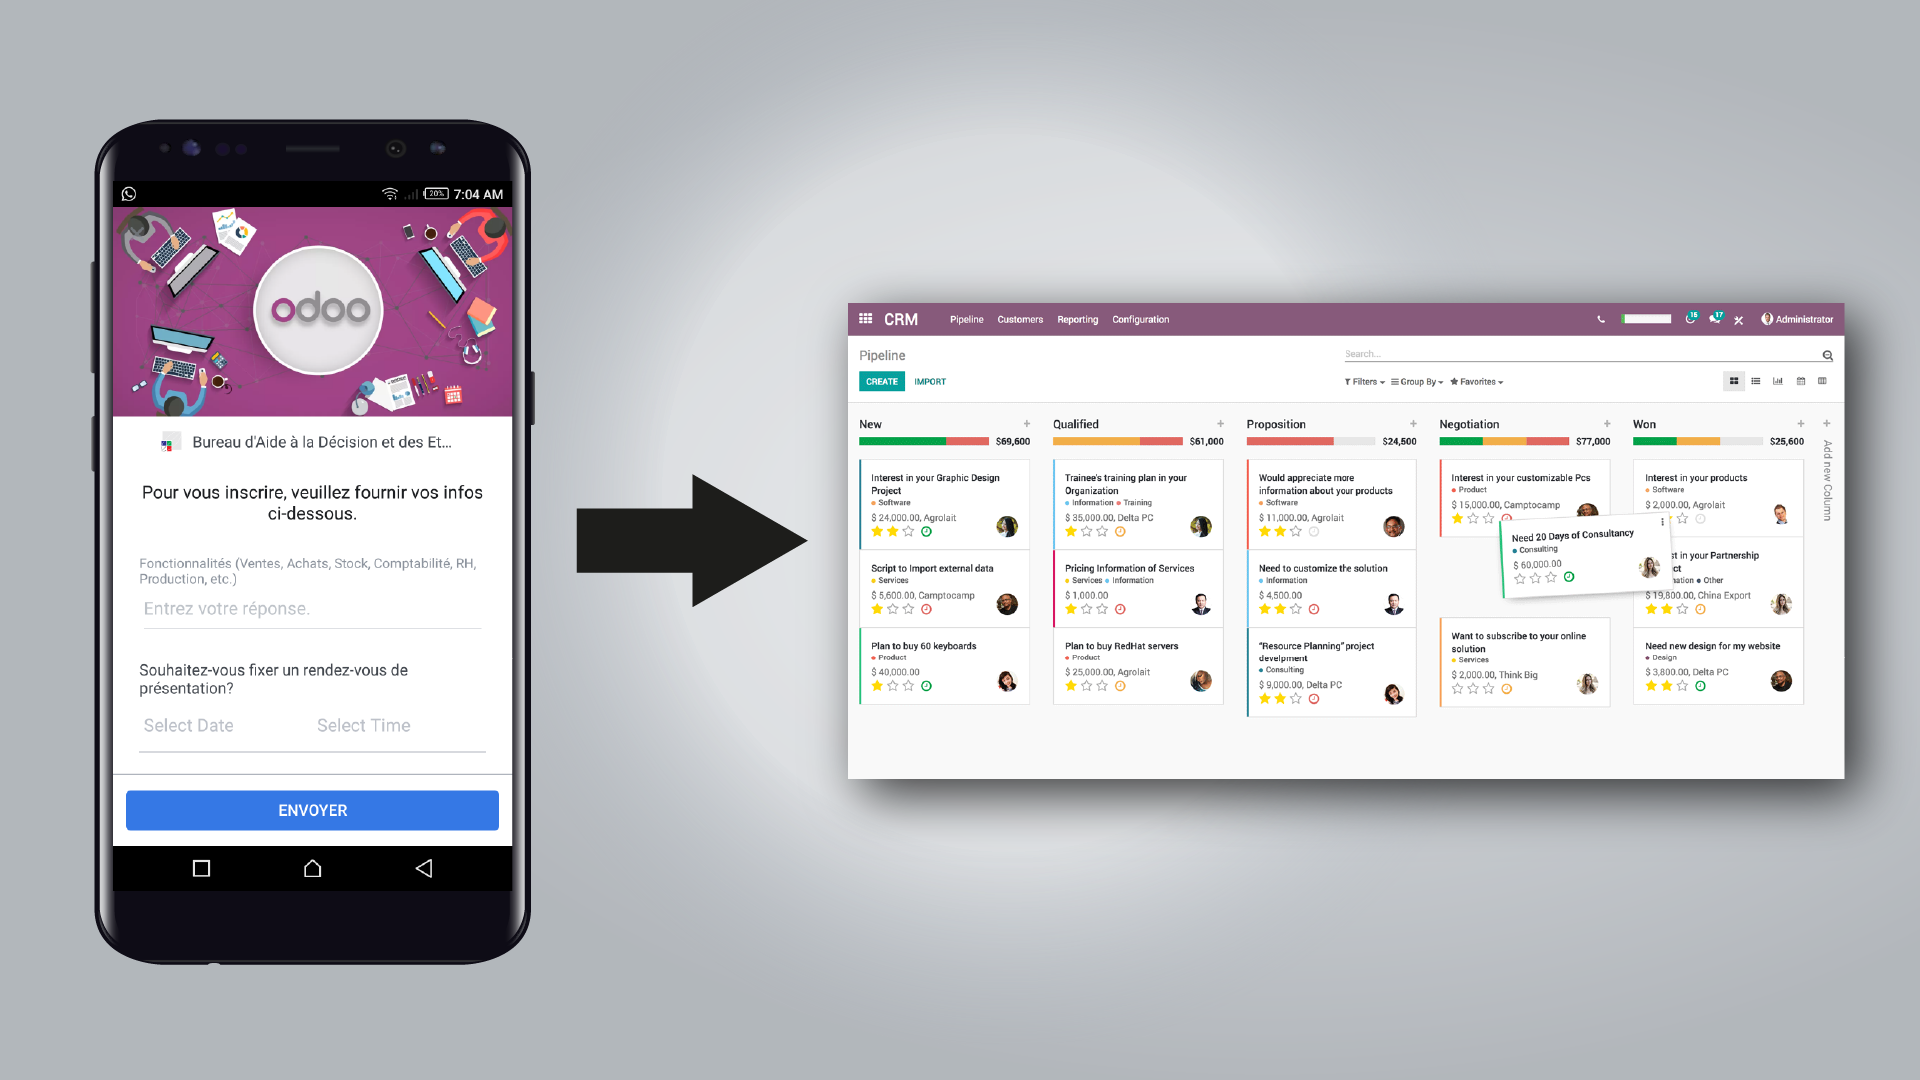 20%
7:04 AM
odoo
Bureau d'Aide à la Décision et des Et...
Pour vous inscrire, veuillez fournir vos infos
ci-dessous.
Fonctionnalités (Ventes, Achats, Stock, Comptabilité, RH,
Production, etc.)
Entrez votre réponse.
Souhaitez-vous fixer un rendez-vous de
présentation?
Select Date
Select Time
ENVOYER
CRM
Pipeline
Customers
Reporting
Configuration
15
17
Administrator
Pipeline
Search...
CREATE
IMPORT
Filters
Group By
Favorites
New
$69,600
Interest in your Graphic Design
Project
Software
$ 24,000.00, Agrolait
Script to Import external data
Services
$ 5,600.00, Camptocamp
Plan to buy 60 keyboards
Product
$ 40,000.00
Qualified
$61,000
Trainee's training plan in your
Organization
Information Training
$ 35,000.00, Delta PC
Pricing Information of Services
Services Information
$ 1,000.00
Plan to buy RedHat servers
Product
$ 25,000.00, Agrolait
Proposition
$24,500
Would appreciate more
information about your products
Software
$ 11,000.00, Agrolait
Need to customize the solution
Information
$ 4,500.00
"Resource Planning" project
develpment
Consulting
$ 9,000.00, Delta PC
Negotiation
$77,000
Interest in your customizable Pcs
Product
$ 15,000.00, Camptocamp
Need 20 Days of Consultancy
Consulting
$ 60,000.00
Want to subscribe to your online
solution
Services
$ 2,000.00, Think Big
Won
$25,600
Interest in your products
Software
$ 2,000.00, Agrolait
in your Partnership
Other
$ 19,800.00, China Export
Need new design for my website
Design
$ 3,800.00, Delta PC
Add new Column